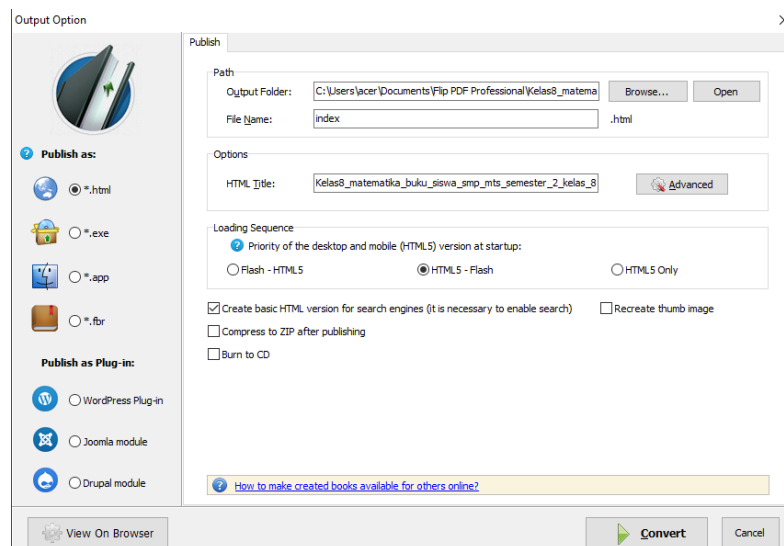 Output Option
Publish as:
*.html
*.exe
*.app
*.fbr
Publish as Plug-in:
WordPress Plug-in
Joomla module
Drupal module
View On Browser
Publish
Path
Output Folder: C:\Users\acer\Documents\Flip PDF Professional\Kelas8_matema Browse... Open
File Name: index .html
Options
HTML Title: Kelas8_matematika_buku_siswa_smp_mts_semester_2_kelas_8 Advanced
Loading Sequence
Priority of the desktop and mobile (HTML5) version at startup:
Flash - HTML5 HTML5 - Flash HTML5 Only
Create basic HTML version for search engines (it is necessary to enable search) Recreate thumb image
Compress to ZIP after publishing
Burn to CD
How to make created books available for others online?
Convert Cancel